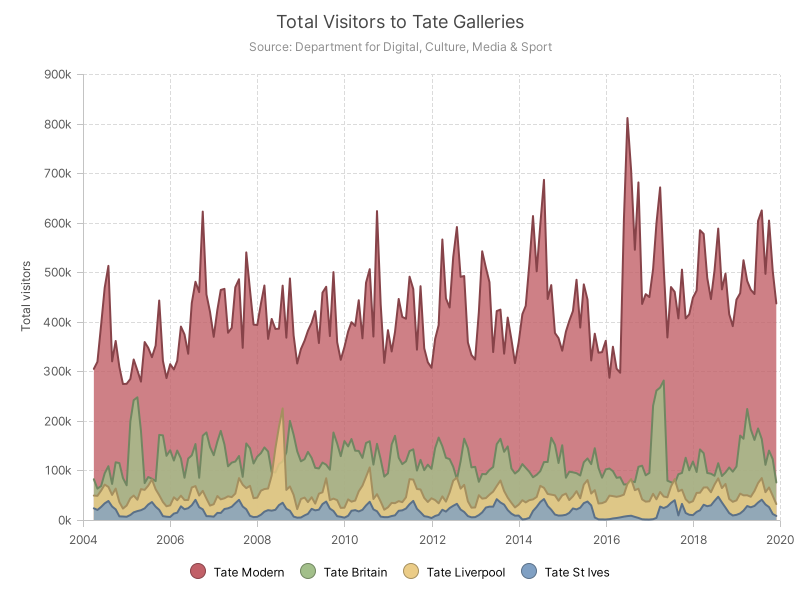 Total Visitors to Tate Galleries
Source: Department for Digital, Culture, Media & Sport
900k
800k
700k
600k
500k
400k
300k
200k
100k
0k
Total visitors
2004 2006 2008 2010 2012 2014 2016 2018 2020
Tate Modern Tate Britain Tate Liverpool Tate St Ives